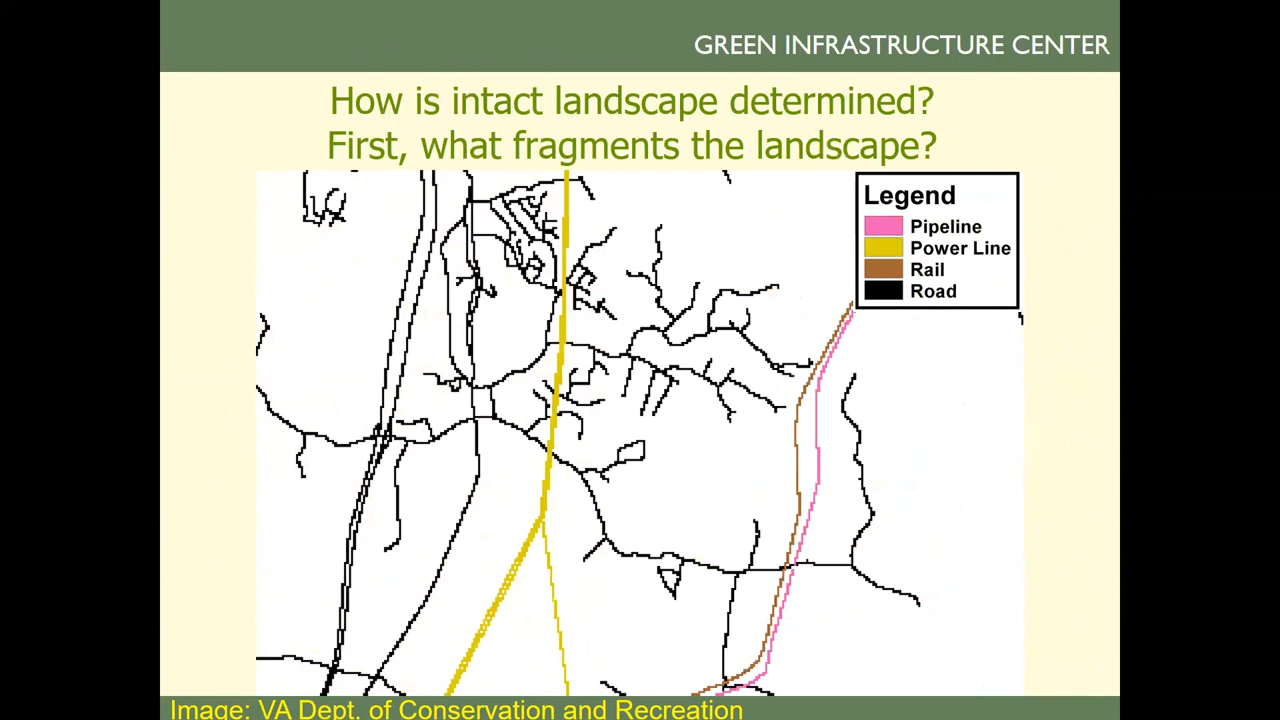 GREEN INFRASTRUCTURE CENTER
How is intact landscape determined?
First, what fragments the landscape?
Legend
Pipeline
Power Line
Rail
Road
Image: VA Dept. of Conservation and Recreation